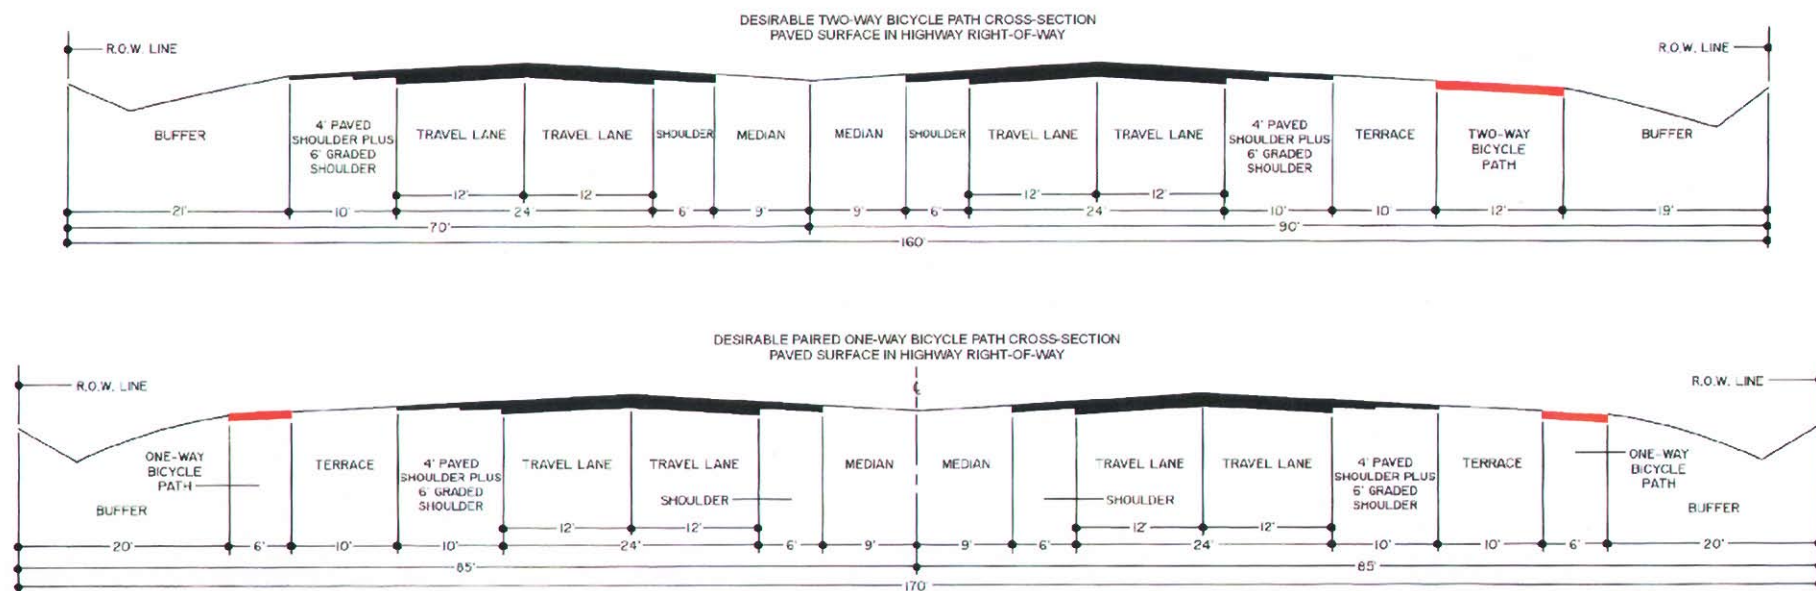 DESIRABLE TWO-WAY BICYCLE PATH CROSS-SECTION
PAVED SURFACE IN HIGHWAY RIGHT-OF-WAY
R.O.W. LINE
R.O.W. LINE
BUFFER
4' PAVED
SHOULDER PLUS
6' GRADED
SHOULDER
TRAVEL LANE
TRAVEL LANE
SHOULDER
MEDIAN
MEDIAN
SHOULDER
TRAVEL LANE
TRAVEL LANE
4' PAVED
SHOULDER PLUS
6' GRADED
SHOULDER
TERRACE
TWO-WAY
BICYCLE
PATH
BUFFER
12' 12' 12' 12'
21' 10' 24' 6' 9' 9' 6' 24' 10' 10' 12' 19'
70' 90'
160'
DESIRABLE PAIRED ONE-WAY BICYCLE PATH CROSS-SECTION
PAVED SURFACE IN HIGHWAY RIGHT-OF-WAY
℄
R.O.W. LINE
R.O.W. LINE
ONE-WAY
BICYCLE
PATH
BUFFER
TERRACE
4' PAVED
SHOULDER PLUS
6' GRADED
SHOULDER
TRAVEL LANE
TRAVEL LANE
SHOULDER
MEDIAN
MEDIAN
SHOULDER
TRAVEL LANE
TRAVEL LANE
4' PAVED
SHOULDER PLUS
6' GRADED
SHOULDER
TERRACE
ONE-WAY
BICYCLE
PATH
BUFFER
12' 12' 12' 12'
20' 6' 10' 10' 24' 6' 9' 9' 6' 24' 10' 10' 6' 20'
85' 85'
170'